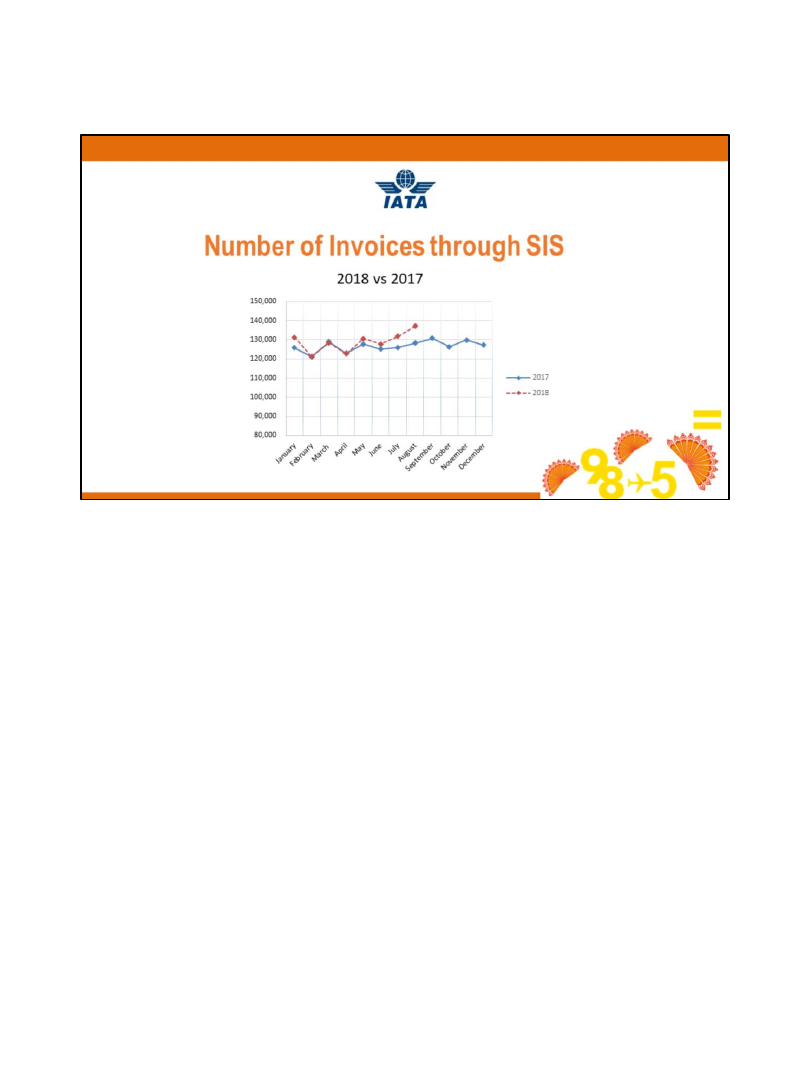 IATA
Number of Invoices through SIS
2018 vs 2017
150,000
140,000
130,000
120,000
110,000
100,000
90,000
80,000
January
February
March
April
May
June
July
August
September
October
November
December
2017
2018
=
98 5